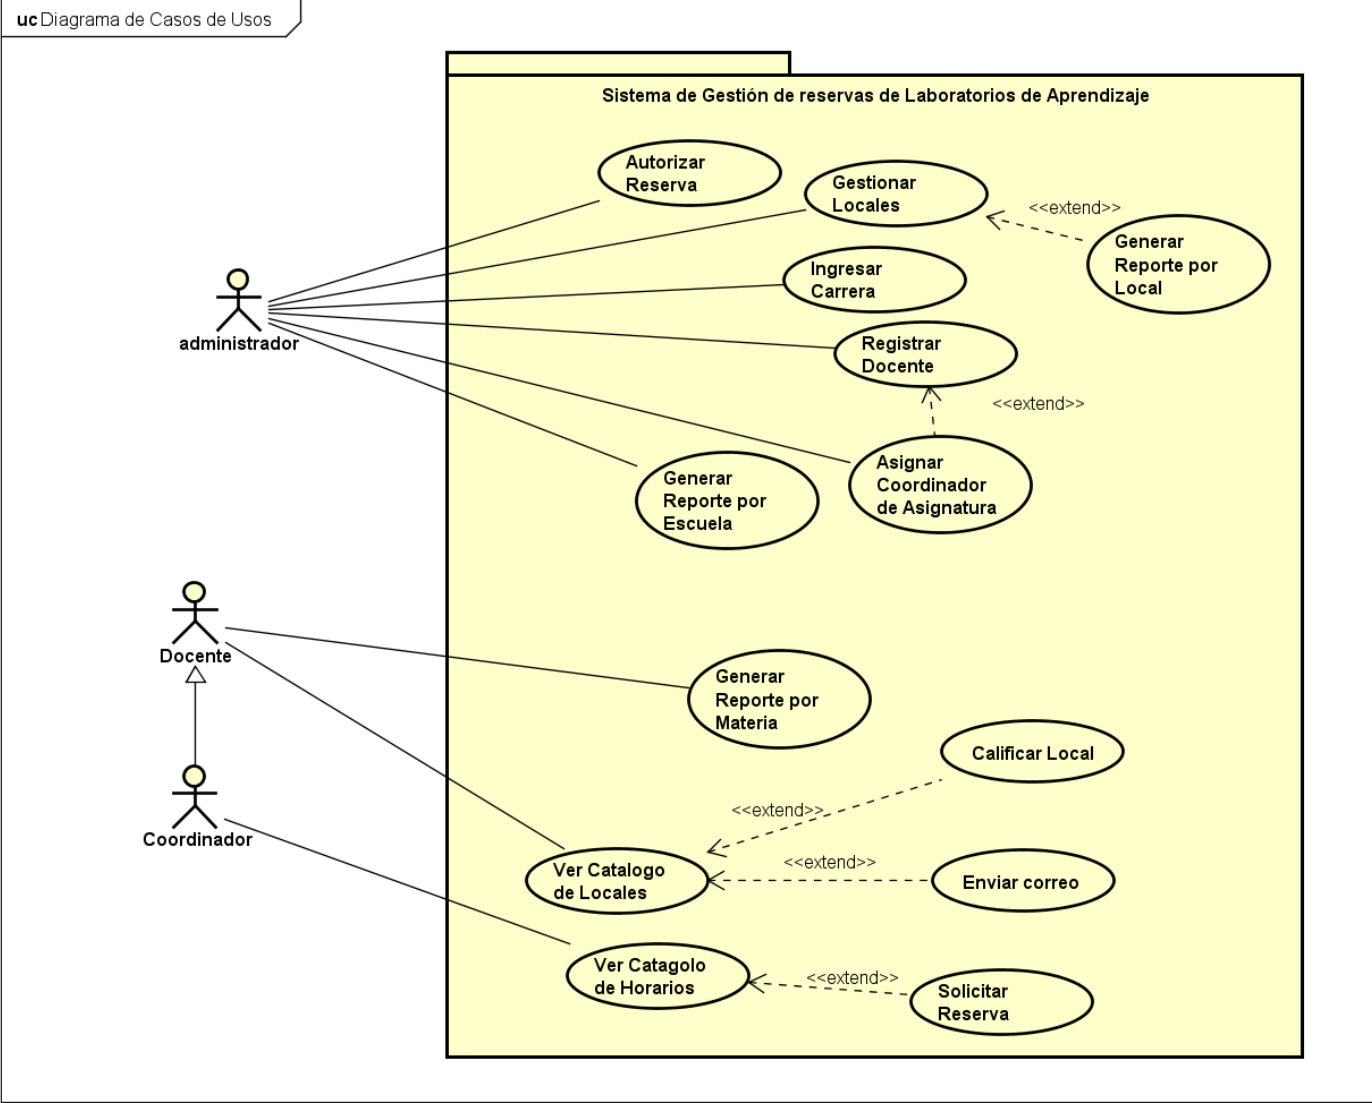 uc Diagrama de Casos de Usos
Sistema de Gestión de reservas de Laboratorios de Aprendizaje
Autorizar
Reserva
Gestionar
Locales
<<extend>>
Generar
Reporte por
Local
Ingresar
Carrera
administrador
Registrar
Docente
<<extend>>
Asignar
Coordinador
de Asignatura
Generar
Reporte por
Escuela
Docente
Generar
Reporte por
Materia
Calificar Local
Coordinador
<<extend>>
Ver Catalogo
de Locales
<<extend>>
Enviar correo
Ver Catagolo
de Horarios
<<extend>>
Solicitar
Reserva